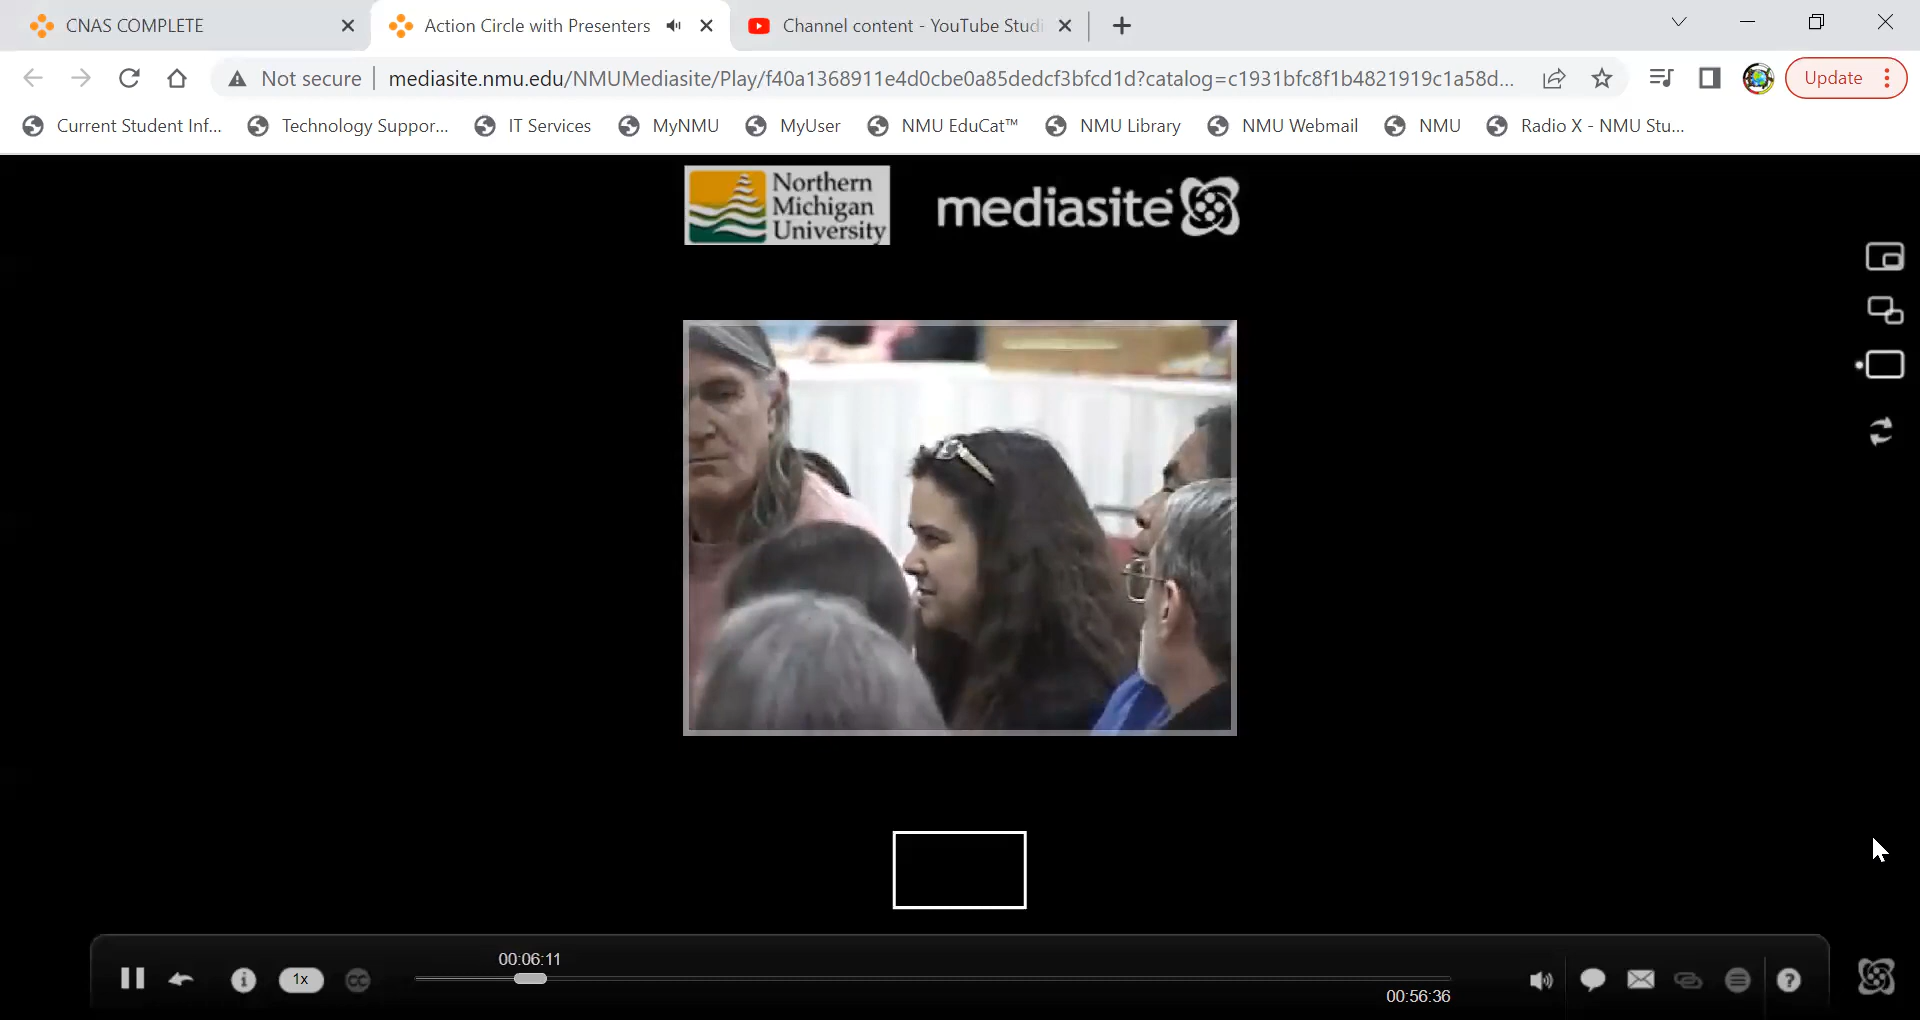 CNAS COMPLETE
Action Circle with Presenters
Channel content - YouTube Studi
Not secure
mediasite.nmu.edu/NMUMediasite/Play/f40a1368911e4d0cbe0a85dedcf3bfcd1d?catalog=c1931bfc8f1b4821919c1a58d...
Update
Current Student Inf...
Technology Suppor...
IT Services
MyNMU
MyUser
NMU EduCat™
NMU Library
NMU Webmail
NMU
Radio X - NMU Stu...
Northern
Michigan
University
mediasite
00:06:11
1x
CC
00:56:36